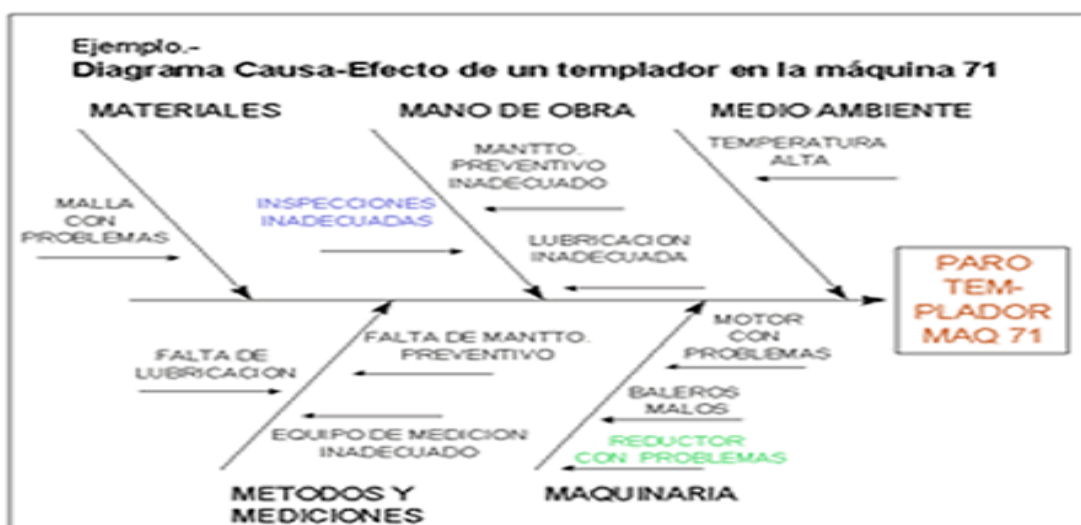 Ejemplo.-
Diagrama Causa-Efecto de un templador en la máquina 71
MATERIALES
MANO DE OBRA
MEDIO AMBIENTE
MALLA
CON
PROBLEMAS
INSPECCIONES
INADECUADAS
MANTTO.
PREVENTIVO
INADECUADO
LUBRICACION
INADECUADA
TEMPERATURA
ALTA
PARO
TEM-
PLADOR
MAQ 71
FALTA DE
LUBRICACION
FALTA DE MANTTO.
PREVENTIVO
EQUIPO DE MEDICION
INADECUADO
MOTOR
CON
PROBLEMAS
BALEROS
MALOS
REDUCTOR
CON PROBLEMAS
METODOS Y
MEDICIONES
MAQUINARIA